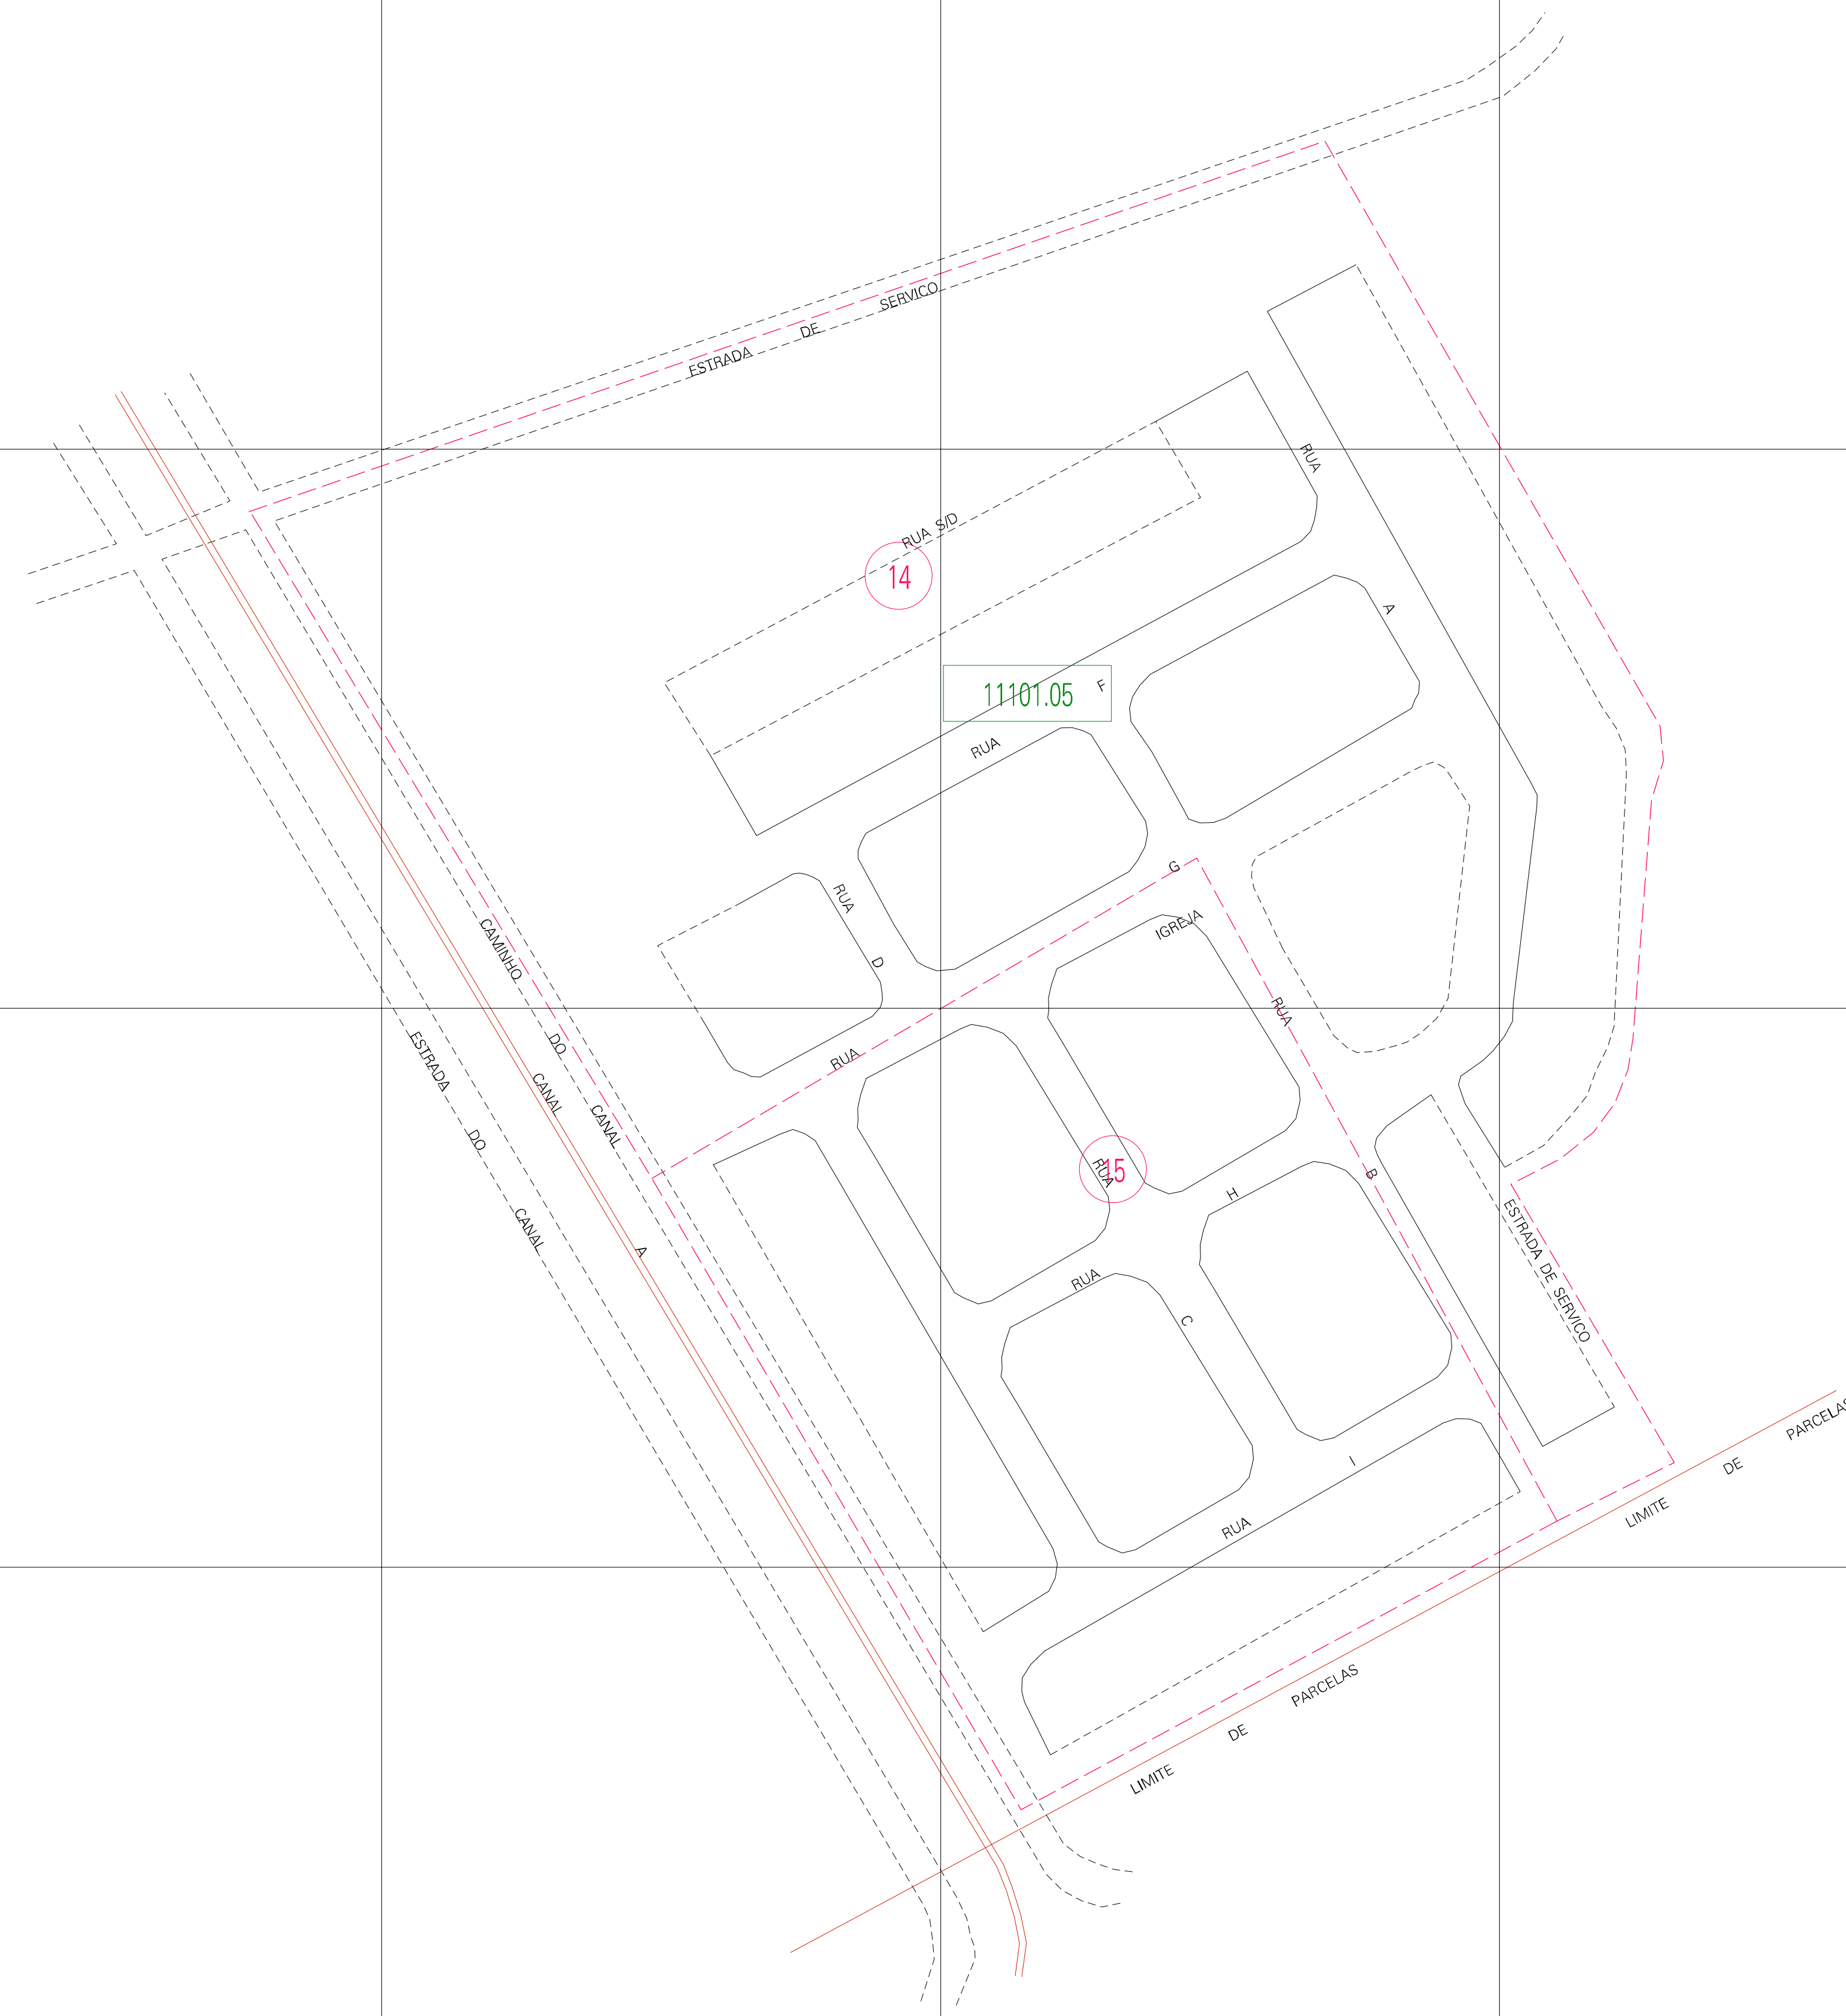 ESTRADA DE SERVICO
RUA
RUA S/D
14
A
11101.05
F
RUA
G
RUA
IGREJA
CAMINHO DO CANAL
D
RUA
RUA
ESTRADA DO CANAL
CANAL A
RUA
15
B
H
ESTRADA DE SERVICO
RUA
C
I
RUA
LIMITE DE PARCELAS
LIMITE DE PARCELAS